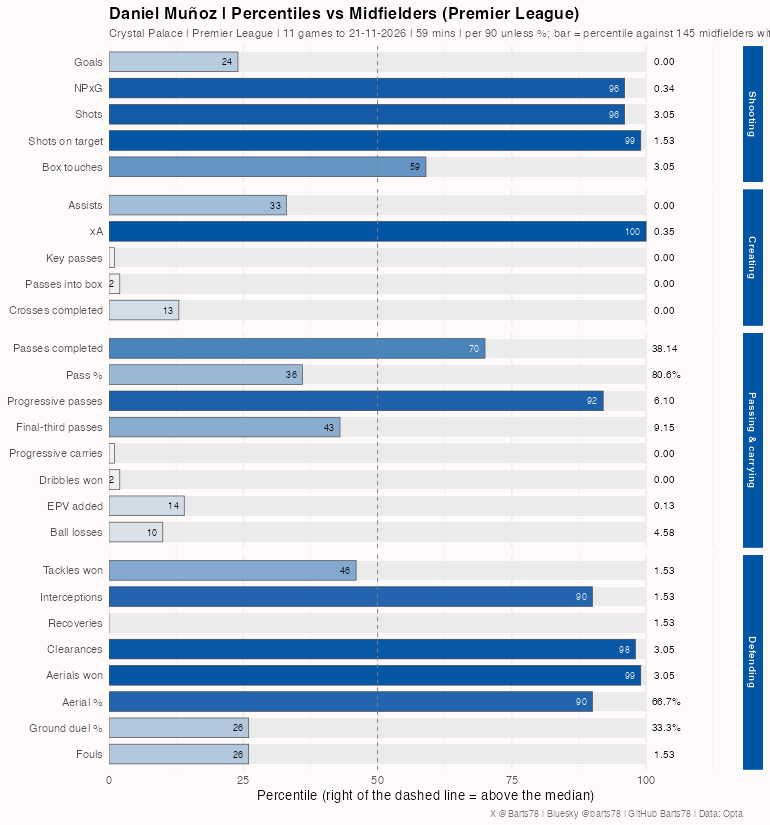 Daniel Muñoz | Percentiles vs Midfielders (Premier League)
Crystal Palace | Premier League | 11 games to 21-11-2026 | 59 mins | per 90 unless %; bar = percentile against 145 midfielders wit
Goals 24 0.00
NPxG 96 0.34
Shots 96 3.05
Shots on target 99 1.53
Box touches 59 3.05
Shooting
Assists 33 0.00
xA 100 0.35
Key passes 0.00
Passes into box 2 0.00
Crosses completed 13 0.00
Creating
Passes completed 70 38.14
Pass % 36 80.6%
Progressive passes 92 6.10
Final-third passes 43 9.15
Progressive carries 0.00
Dribbles won 2 0.00
EPV added 14 0.13
Ball losses 10 4.58
Passing & carrying
Tackles won 46 1.53
Interceptions 90 1.53
Recoveries 1.53
Clearances 98 3.05
Aerials won 99 3.05
Aerial % 90 66.7%
Ground duel % 26 33.3%
Fouls 26 1.53
Defending
0 25 50 75 100
Percentile (right of the dashed line = above the median)
X @Barts78 | Bluesky @barts78 | GitHub Barts78 | Data: Opta